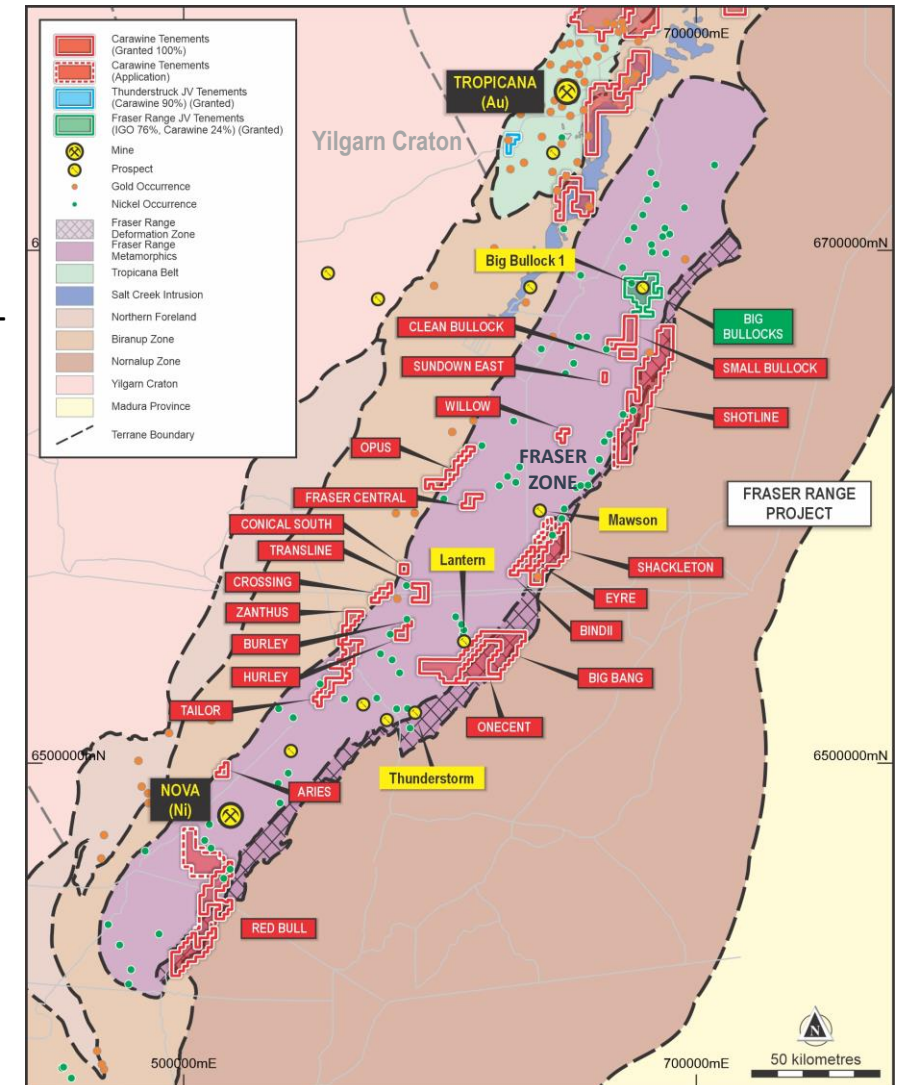 Carawine Tenements
(Granted 100%)
Carawine Tenements
(Application)
Thunderstruck JV Tenements
(Carawine 90%) (Granted)
Fraser Range JV Tenements
(IGO 76%, Carawine 24%) (Granted)
Mine
Prospect
Gold Occurrence
Nickel Occurrence
Fraser Range
Deformation Zone
Fraser Range
Metamorphics
Tropicana Belt
Salt Creek Intrusion
Northern Foreland
Biranup Zone
Nornalup Zone
Yilgarn Craton
Madura Province
Terrane Boundary
700000mE
TROPICANA
(Au)
Yilgarn Craton
6
6700000mN
Big Bullock 1
BIG
BULLOCKS
CLEAN BULLOCK
SUNDOWN EAST
SMALL BULLOCK
WILLOW
SHOTLINE
OPUS
FRASER
ZONE
FRASER CENTRAL
FRASER RANGE
PROJECT
CONICAL SOUTH
Mawson
TRANSLINE
Lantern
SHACKLETON
CROSSING
EYRE
ZANTHUS
BINDII
BURLEY
HURLEY
BIG BANG
TAILOR
ONECENT
6500000mN
6500000mN
Thunderstorm
NOVA
(Ni)
ARIES
RED BULL
N
500000mE
700000mE
50 kilometres